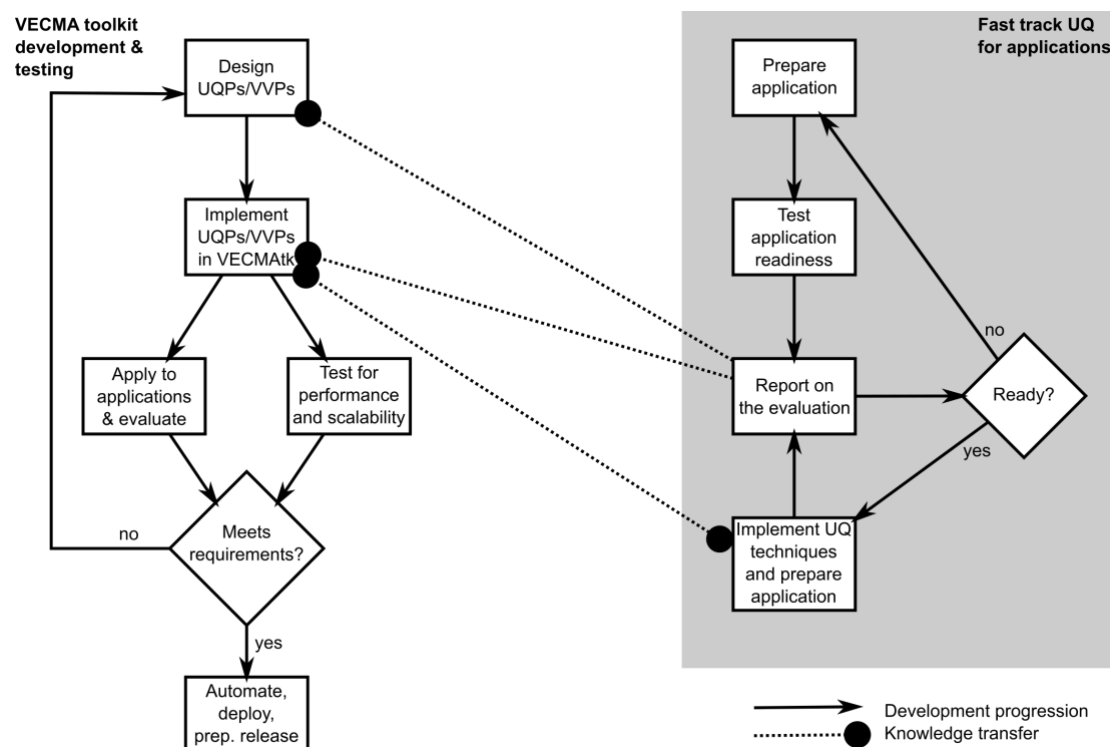 VECMA toolkit
development &
testing
Design
UQPs/VVPs
Implement
UQPs/VVPs
in VECMAtk
Apply to
applications
& evaluate
Test for
performance
and scalability
Meets
requirements?
no
yes
Automate,
deploy,
prep. release
Fast track UQ
for applications
Prepare
application
Test
application
readiness
Report on
the evaluation
Ready?
no
yes
Implement UQ
techniques
and prepare
application
Development progression
Knowledge transfer